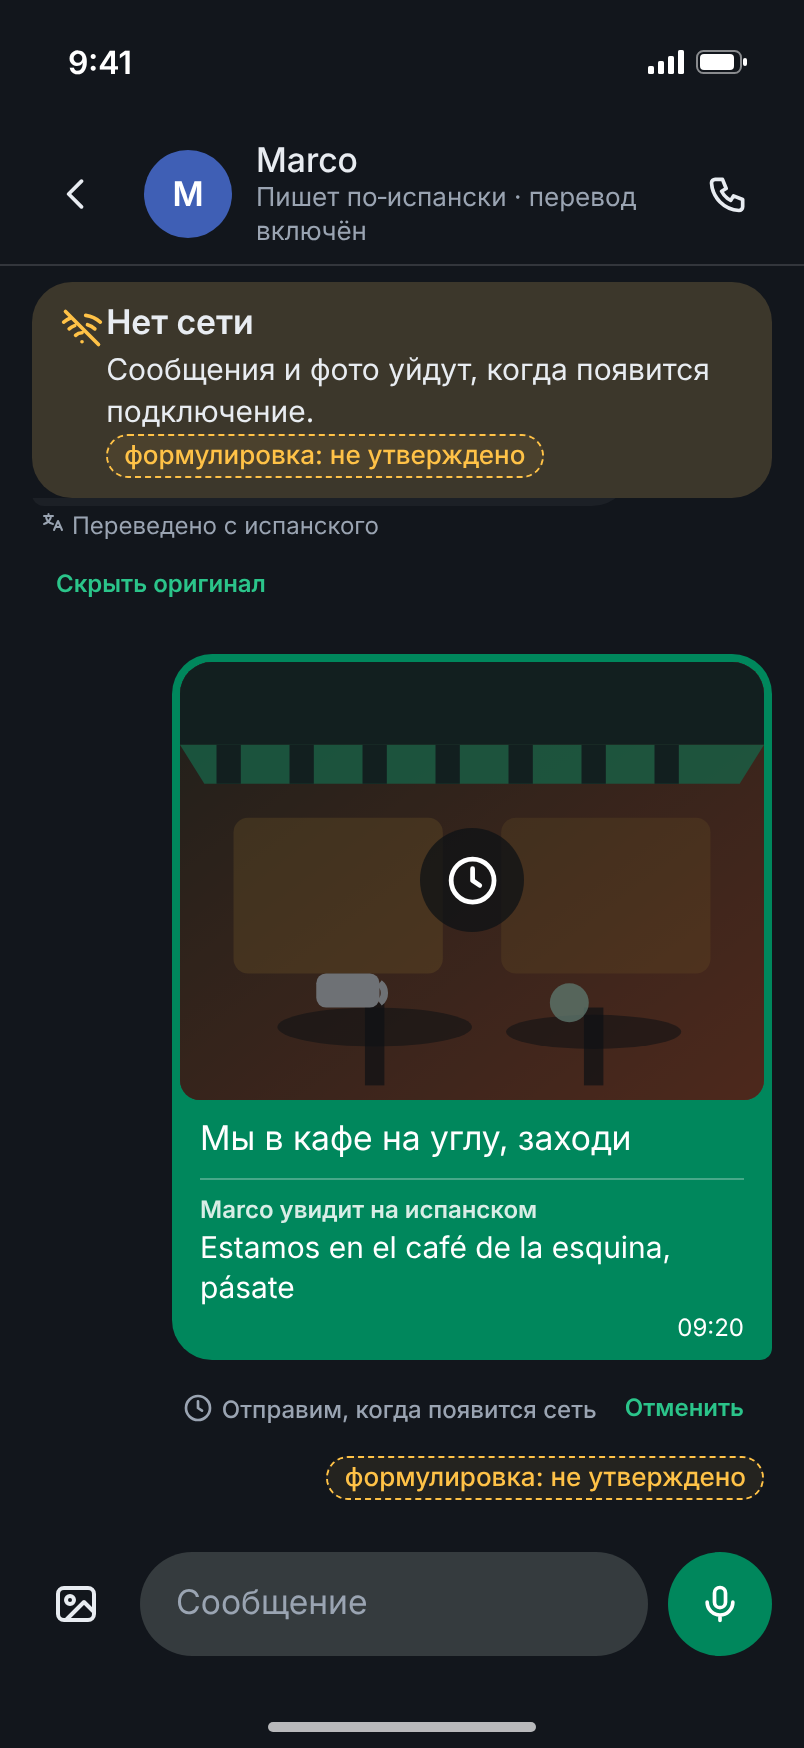 9:41
M
Marco
Пишет по-испански · перевод
включён
Нет сети
Сообщения и фото уйдут, когда появится
подключение.
формулировка: не утверждено
Переведено с испанского
Скрыть оригинал
Мы в кафе на углу, заходи
Marco увидит на испанском
Estamos en el café de la esquina,
pásate
09:20
Отправим, когда появится сеть Отменить
формулировка: не утверждено
Сообщение